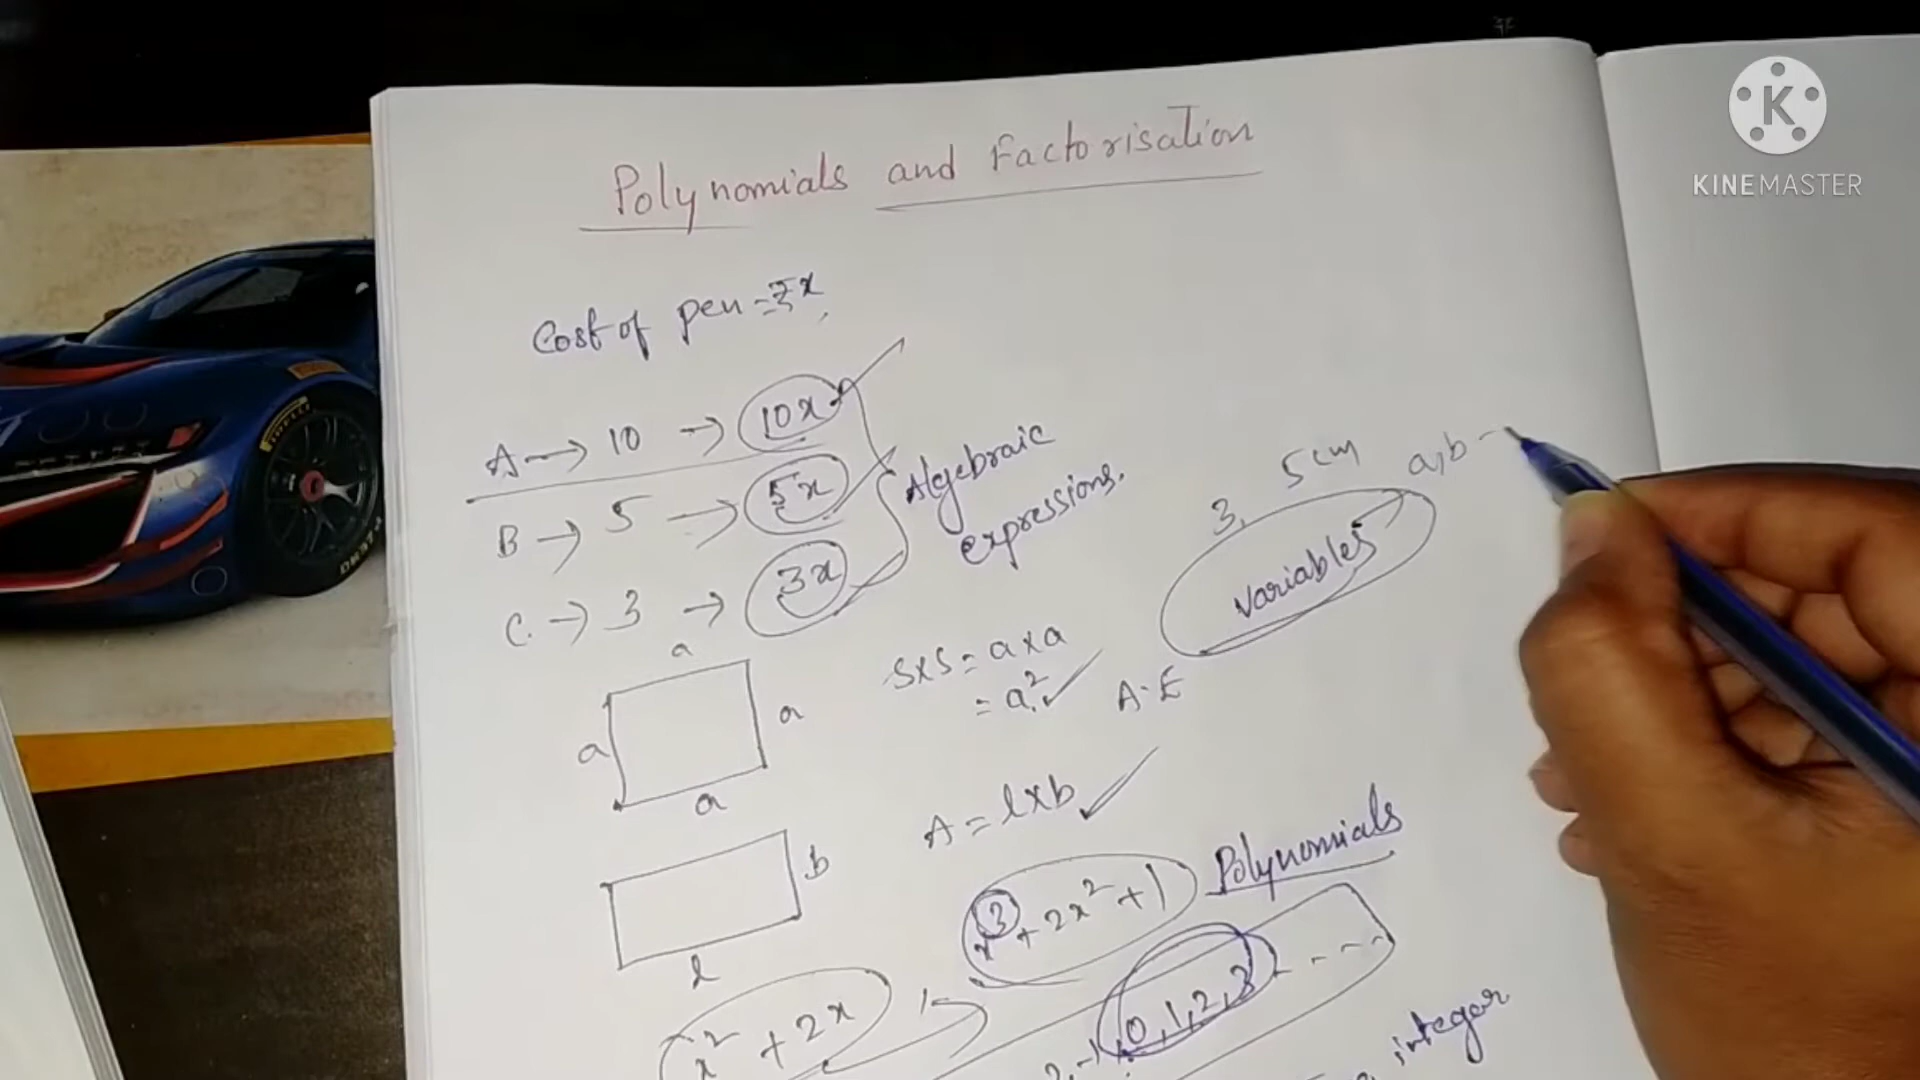 Polynomials and Factorisation
KINEMASTER
Cost of pen = ₹x
A → 10 → 10x
B → 5 → 5x
C. → 3 → 3x
Algebraic
expressions.
3, 5cm a,b -
variables
a
a
a
a
S×S = a×a
= a²
A.E
A = l×b
b
l
Polynomials
x³ + 2x² + 1
x² + 2x
-1, 0, 1, 2, 3 - - - -
integer